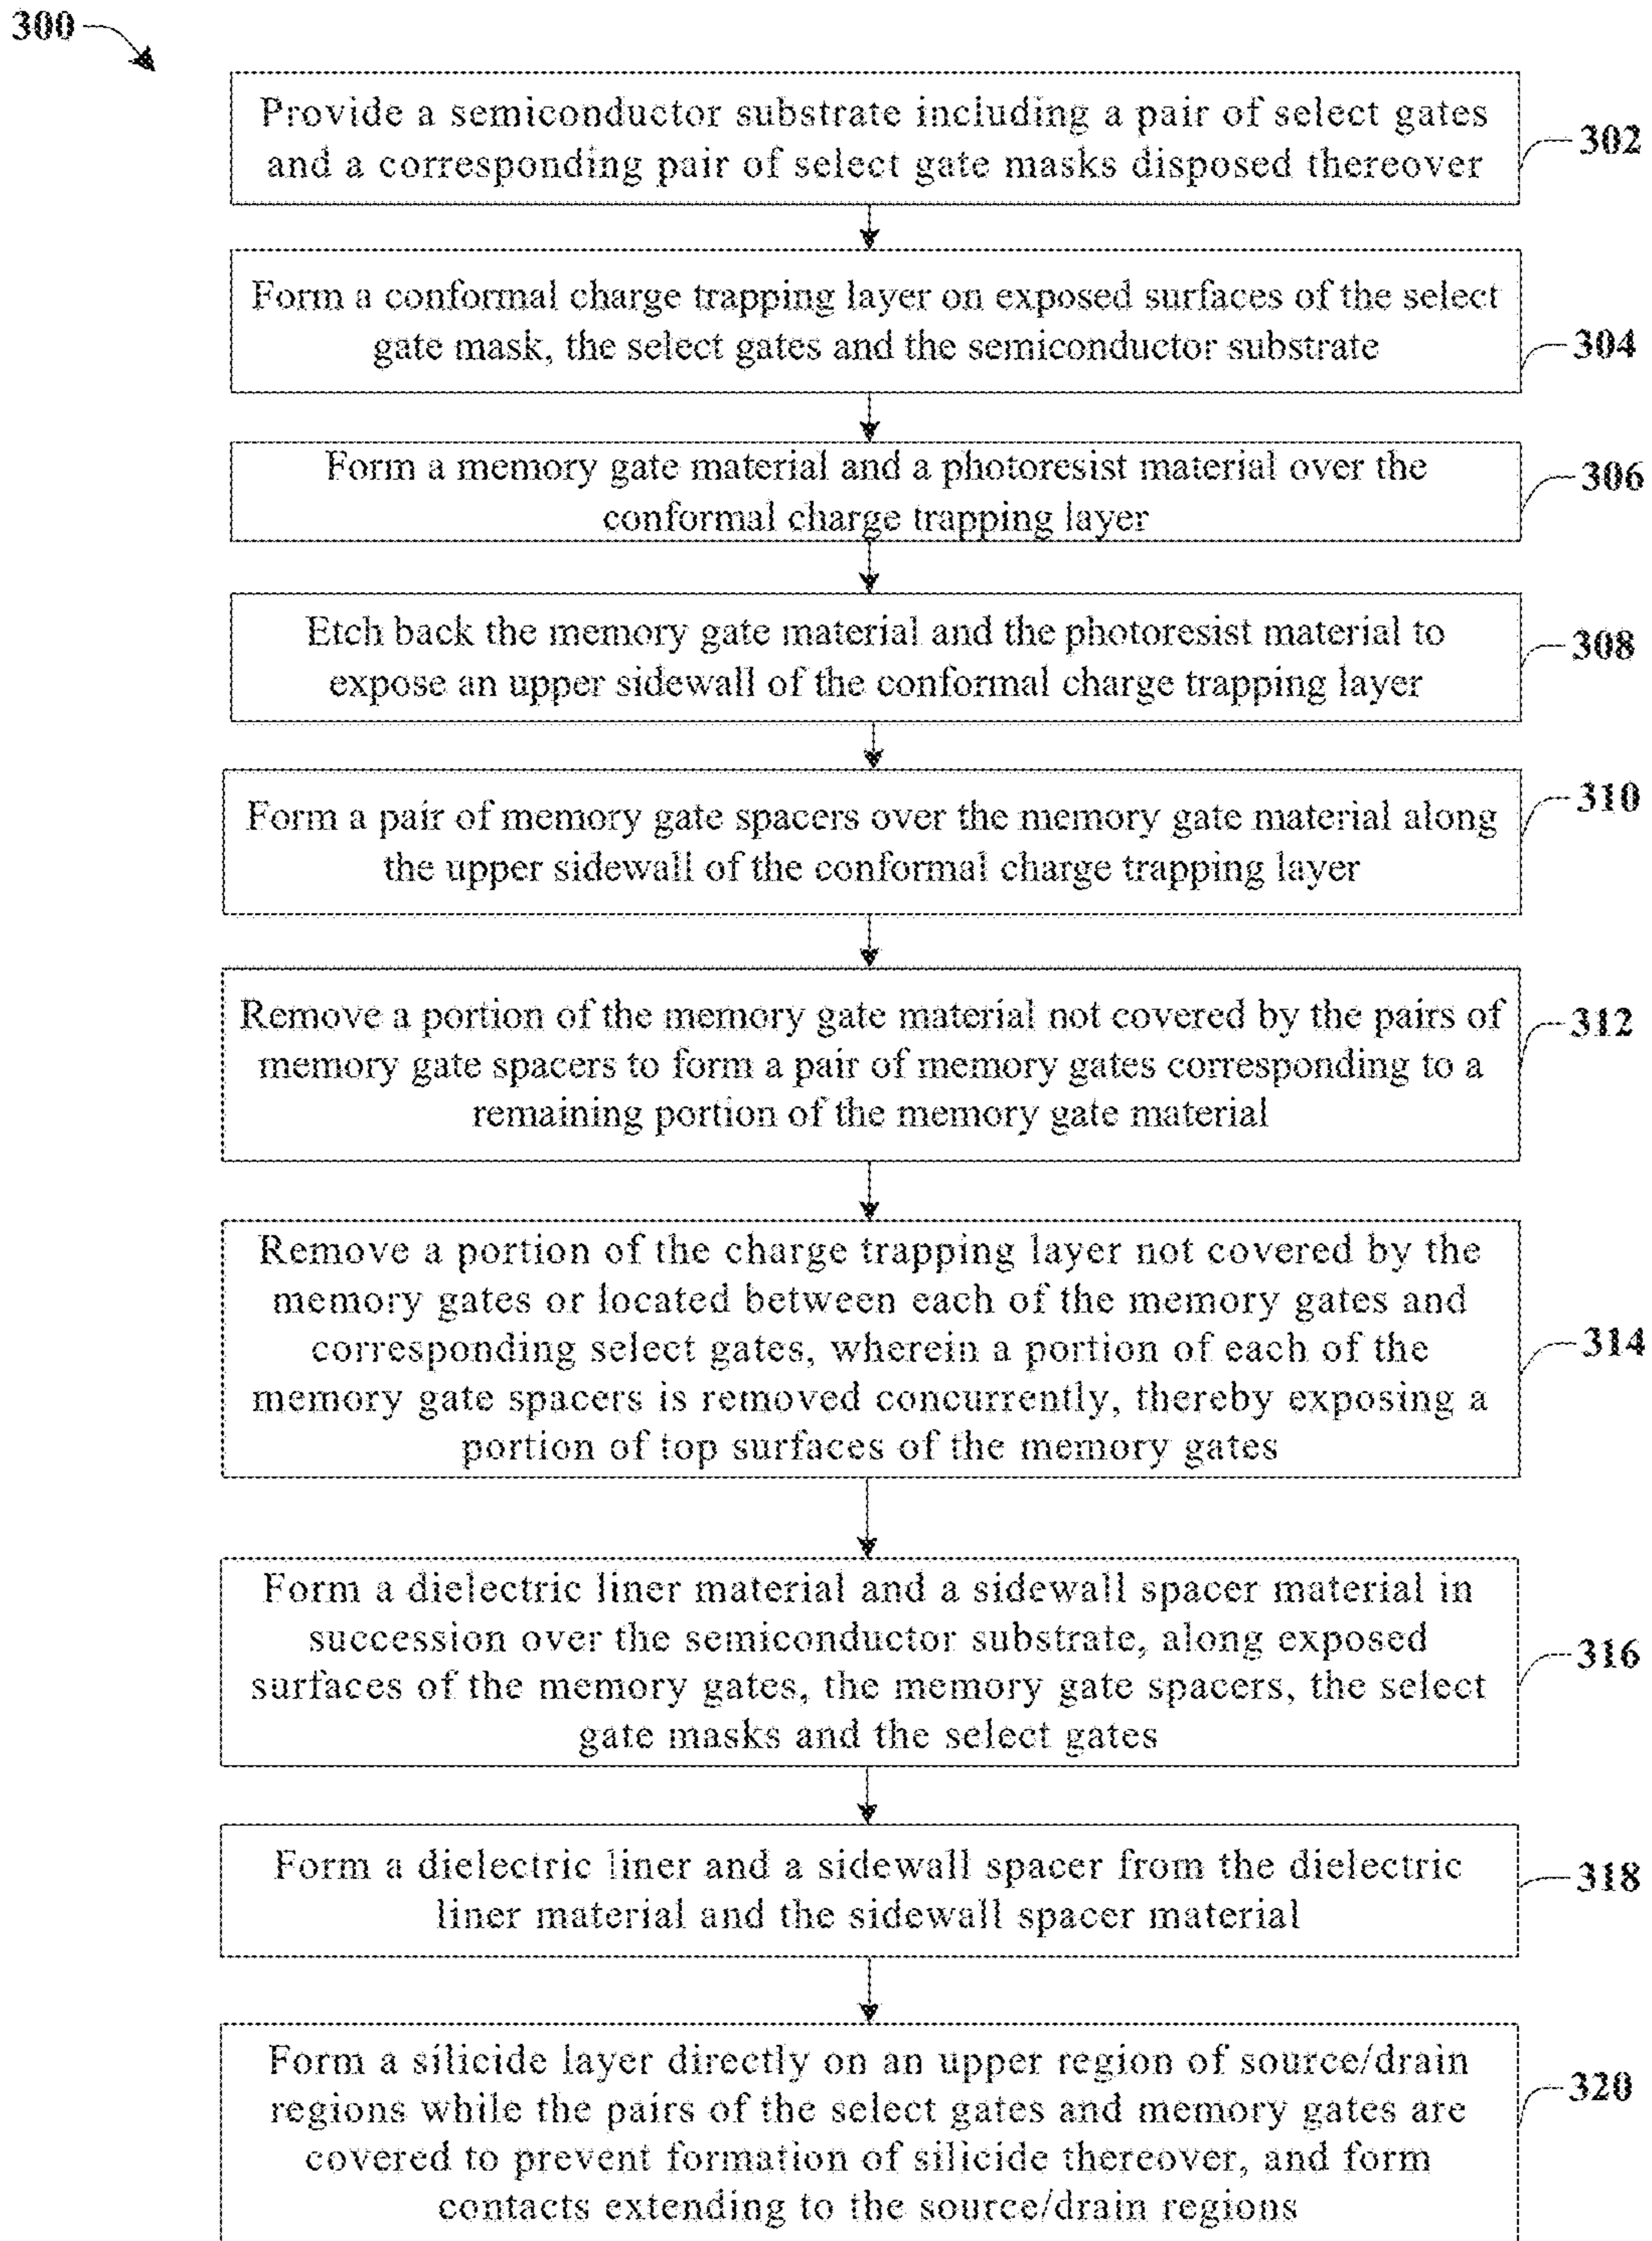 300
Provide a semiconductor substrate including a pair of select gates
and a corresponding pair of select gate masks disposed thereover
302
Form a conformal charge trapping layer on exposed surfaces of the select
gate mask, the select gates and the semiconductor substrate
304
Form a memory gate material and a photoresist material over the
conformal charge trapping layer
306
Etch back the memory gate material and the photoresist material to
expose an upper sidewall of the conformal charge trapping layer
308
Form a pair of memory gate spacers over the memory gate material along
the upper sidewall of the conformal charge trapping layer
310
Remove a portion of the memory gate material not covered by the pairs of
memory gate spacers to form a pair of memory gates corresponding to a
remaining portion of the memory gate material
312
Remove a portion of the charge trapping layer not covered by the
memory gates or located between each of the memory gates and
corresponding select gates, wherein a portion of each of the
memory gate spacers is removed concurrently, thereby exposing a
portion of top surfaces of the memory gates
314
Form a dielectric liner material and a sidewall spacer material in
succession over the semiconductor substrate, along exposed
surfaces of the memory gates, the memory gate spacers, the select
gate masks and the select gates
316
Form a dielectric liner and a sidewall spacer from the dielectric
liner material and the sidewall spacer material
318
Form a silicide layer directly on an upper region of source/drain
regions while the pairs of the select gates and memory gates are
covered to prevent formation of silicide thereover, and form
contacts extending to the source/drain regions
320